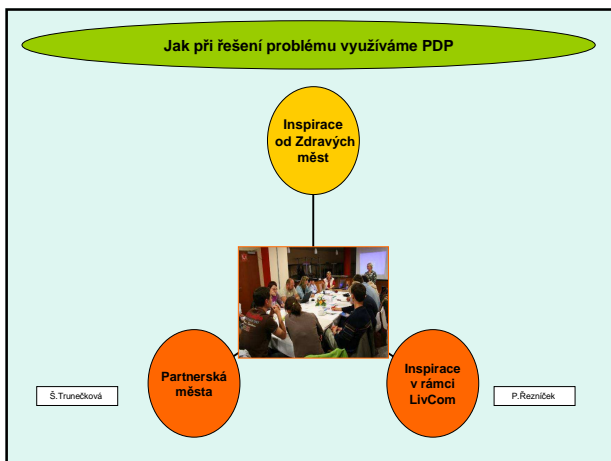 Jak při řešení problému využíváme PDP
Inspirace
od Zdravých
měst
Partnerská
města
Inspirace
v rámci
LivCom
Š.Trunečková
P.Řezníček